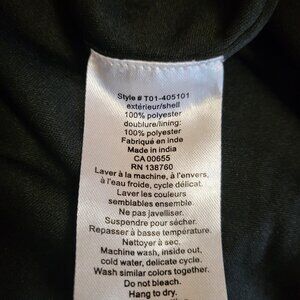 Style # T01-405101
extérieur/shell
100% polyester
doublure/lining:
100% polyester
Fabriqué en inde
Made in india
CA 00655
RN 138760
Laver à la machine, à l'envers,
à l'eau froide, cycle délicat.
Laver les couleurs
semblables ensemble.
Ne pas javelliser.
Suspendre pour sécher.
Repasser à basse température.
Nettoyer à sec.
Machine wash, inside out,
cold water, delicate cycle.
Wash similar colors together.
Do not bleach.
Hang to dry.